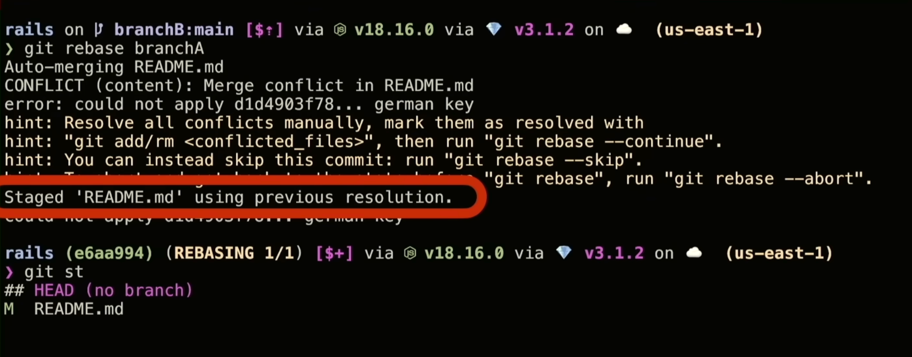 rails on branchB:main [$↑] via v18.16.0 via 💎 v3.1.2 on ☁️ (us-east-1)
❯ git rebase branchA
Auto-merging README.md
CONFLICT (content): Merge conflict in README.md
error: could not apply d1d4903f78... german key
hint: Resolve all conflicts manually, mark them as resolved with
hint: "git add/rm <conflicted_files>", then run "git rebase --continue".
hint: You can instead skip this commit: run "git rebase --skip".
"git rebase", run "git rebase --abort".
Staged 'README.md' using previous resolution.
could not apply d1d4903f78... german key
rails (e6aa994) (REBASING 1/1) [$+] via v18.16.0 via 💎 v3.1.2 on ☁️ (us-east-1)
❯ git st
## HEAD (no branch)
M README.md